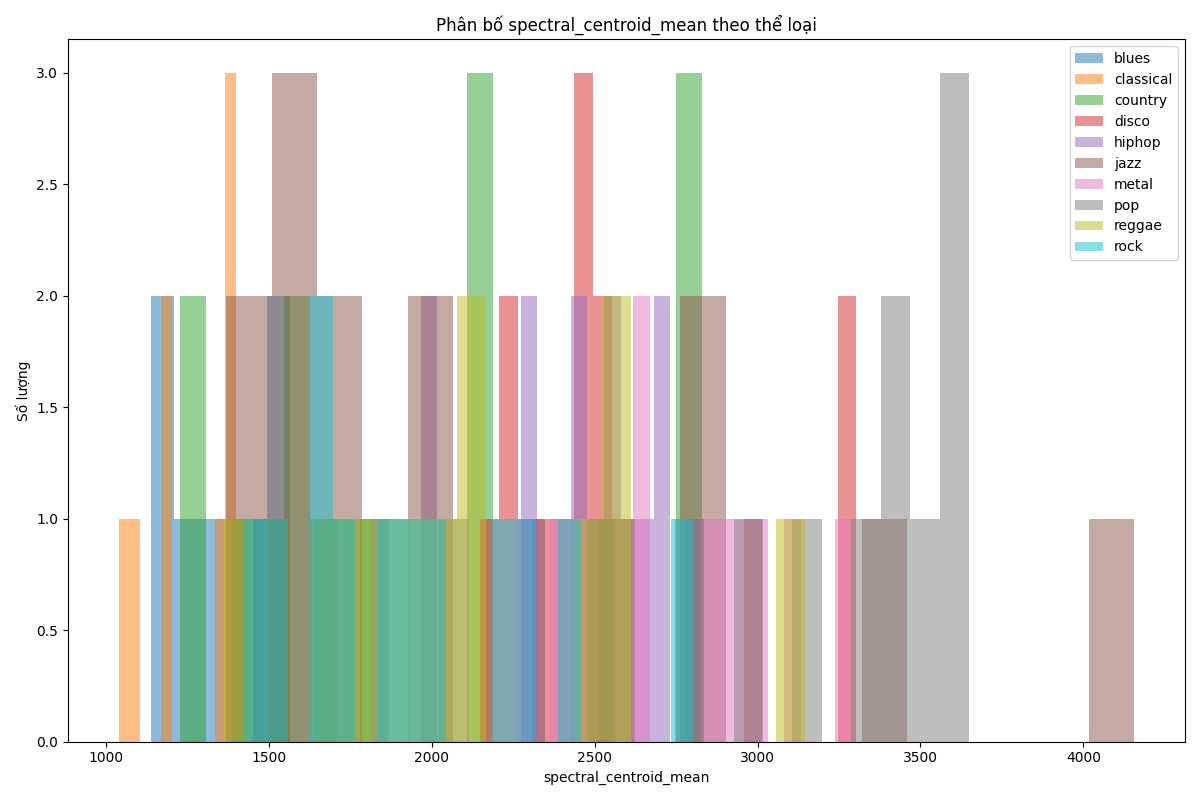 Phân bố spectral_centroid_mean theo thể loại
blues
classical
country
disco
hiphop
jazz
metal
pop
reggae
rock
Số lượng
3.0
2.5
2.0
1.5
1.0
0.5
0.0
1000 1500 2000 2500 3000 3500 4000
spectral_centroid_mean